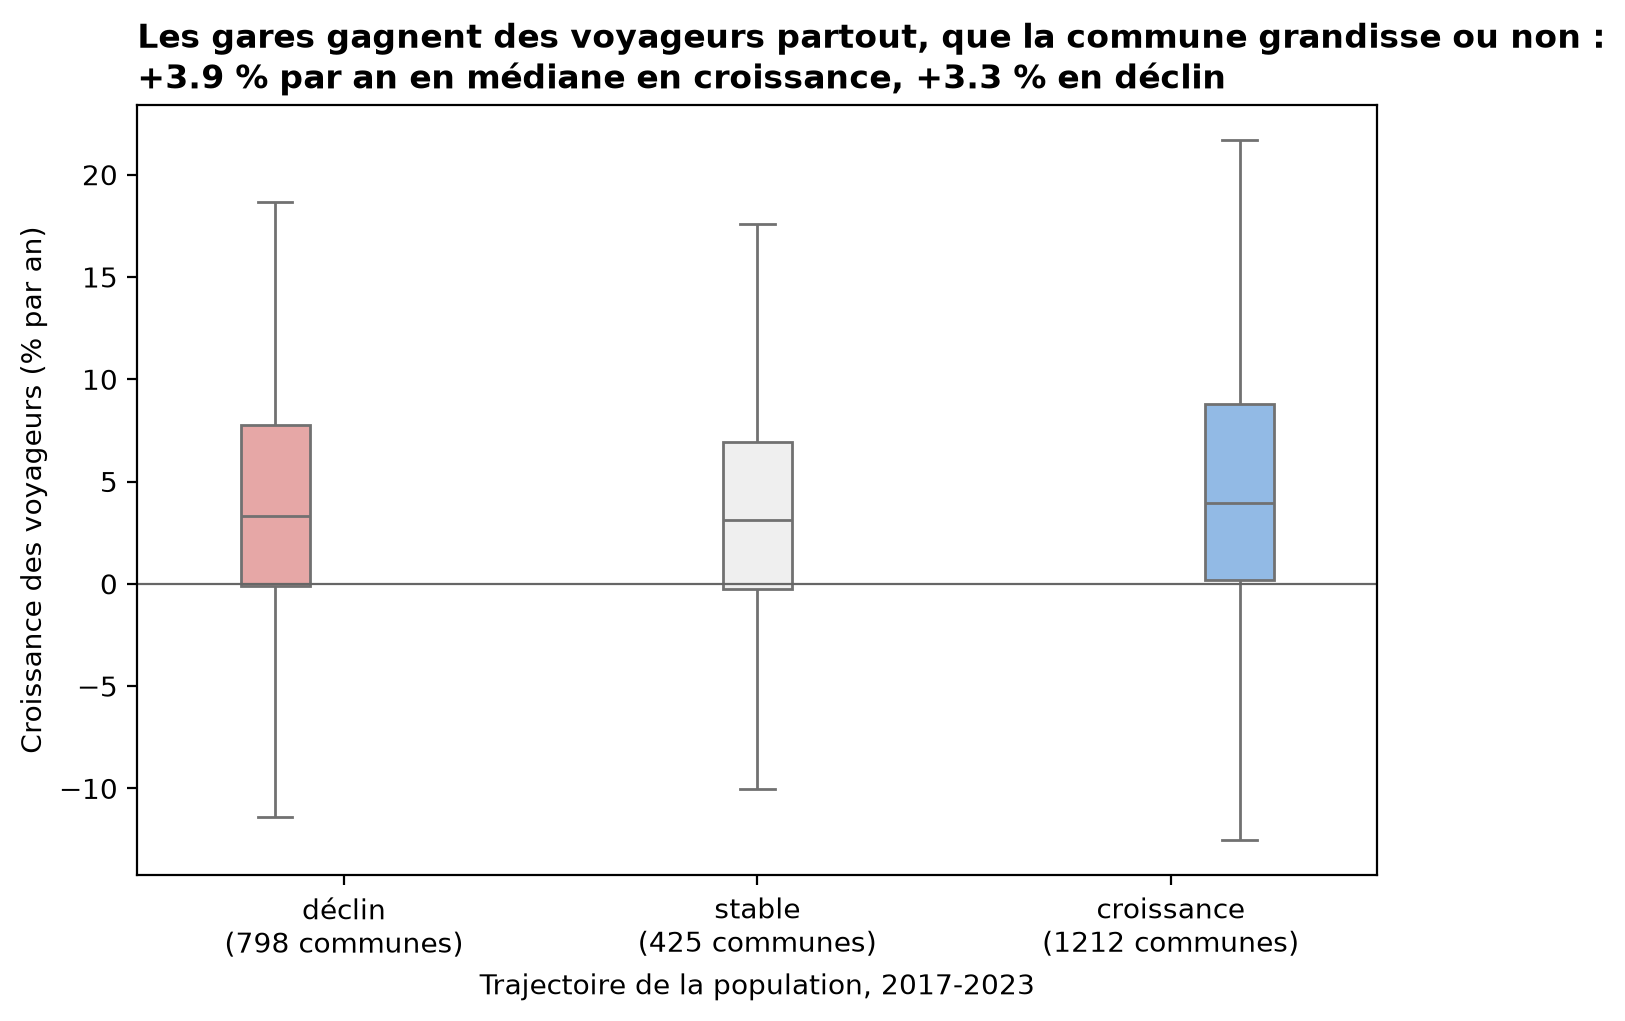 Les gares gagnent des voyageurs partout, que la commune grandisse ou non :
+3.9 % par an en médiane en croissance, +3.3 % en déclin
Croissance des voyageurs (% par an)
20
15
10
5
0
−5
−10
déclin
(798 communes)
stable
(425 communes)
croissance
(1212 communes)
Trajectoire de la population, 2017-2023